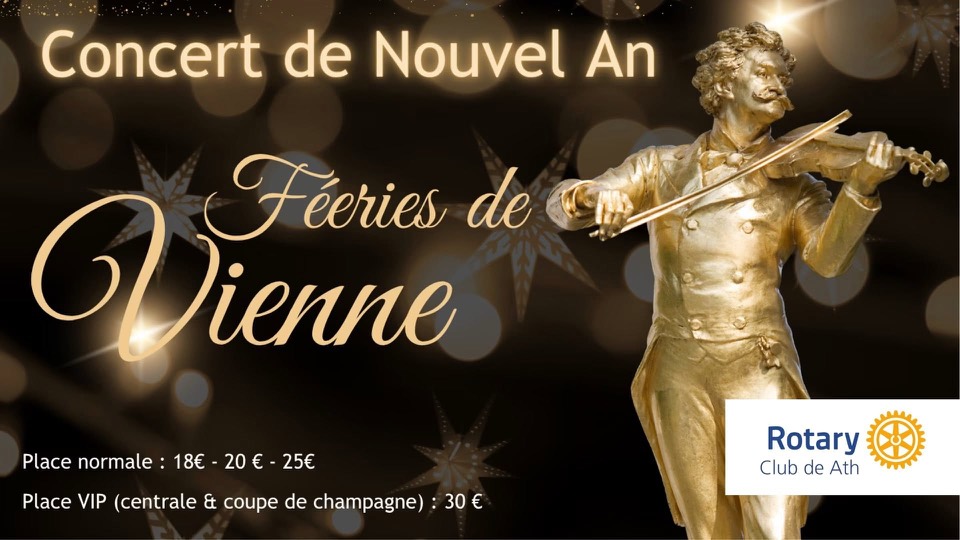 Concert de Nouvel An
Féeries de
Vienne
Place normale : 18€ - 20 € - 25€
Place VIP (centrale & coupe de champagne) : 30 €
Rotary
Club de Ath